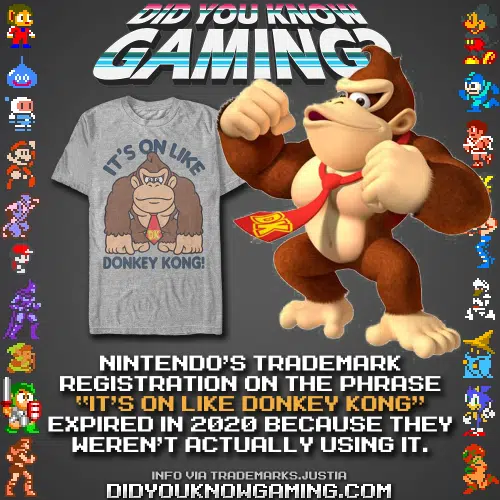 DID YOU KNOW
GAMING?
IT'S ON LIKE
DK
DONKEY KONG!
DK
NINTENDO'S TRADEMARK
REGISTRATION ON THE PHRASE
"IT'S ON LIKE DONKEY KONG"
EXPIRED IN 2020 BECAUSE THEY
WEREN'T ACTUALLY USING IT.
INFO VIA TRADEMARKS.JUSTIA
DIDYOUKNOWGAMING.COM